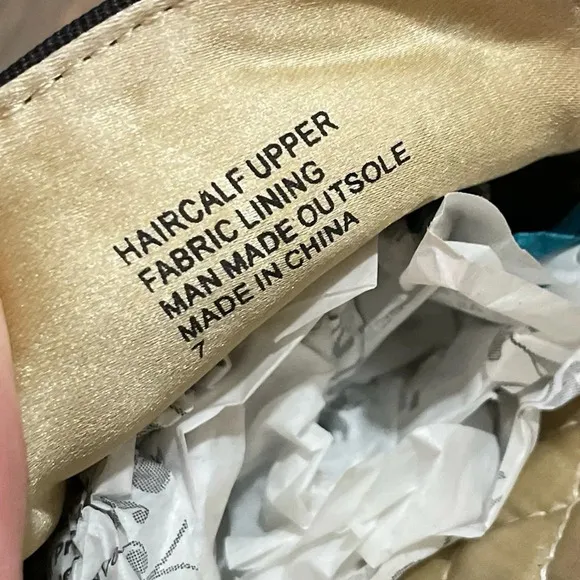 HAIRCALF UPPER
FABRIC LINING
MAN MADE OUTSOLE
MADE IN CHINA
7